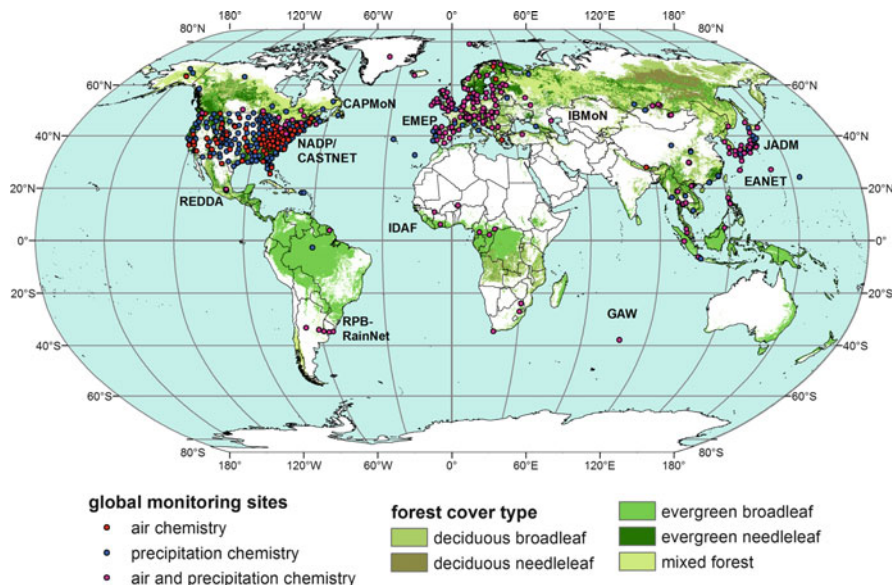 180° 120°W 60°W 0° 60°E 120°E 180°
60°N 60°N
CAPMoN
EMEP IBMoN
40°N 40°N
NADP/ JADM
CASTNET
EANET
20°N 20°N
REDDA
IDAF
0° 0°
20°S 20°S
GAW
RPB-
RainNet
40°S 40°S
60°S 60°S
80°S 80°S
180° 120°W 60°W 0° 60°E 120°E 180°
global monitoring sites
air chemistry
precipitation chemistry
air and precipitation chemistry
forest cover type
deciduous broadleaf
deciduous needleleaf
evergreen broadleaf
evergreen needleleaf
mixed forest